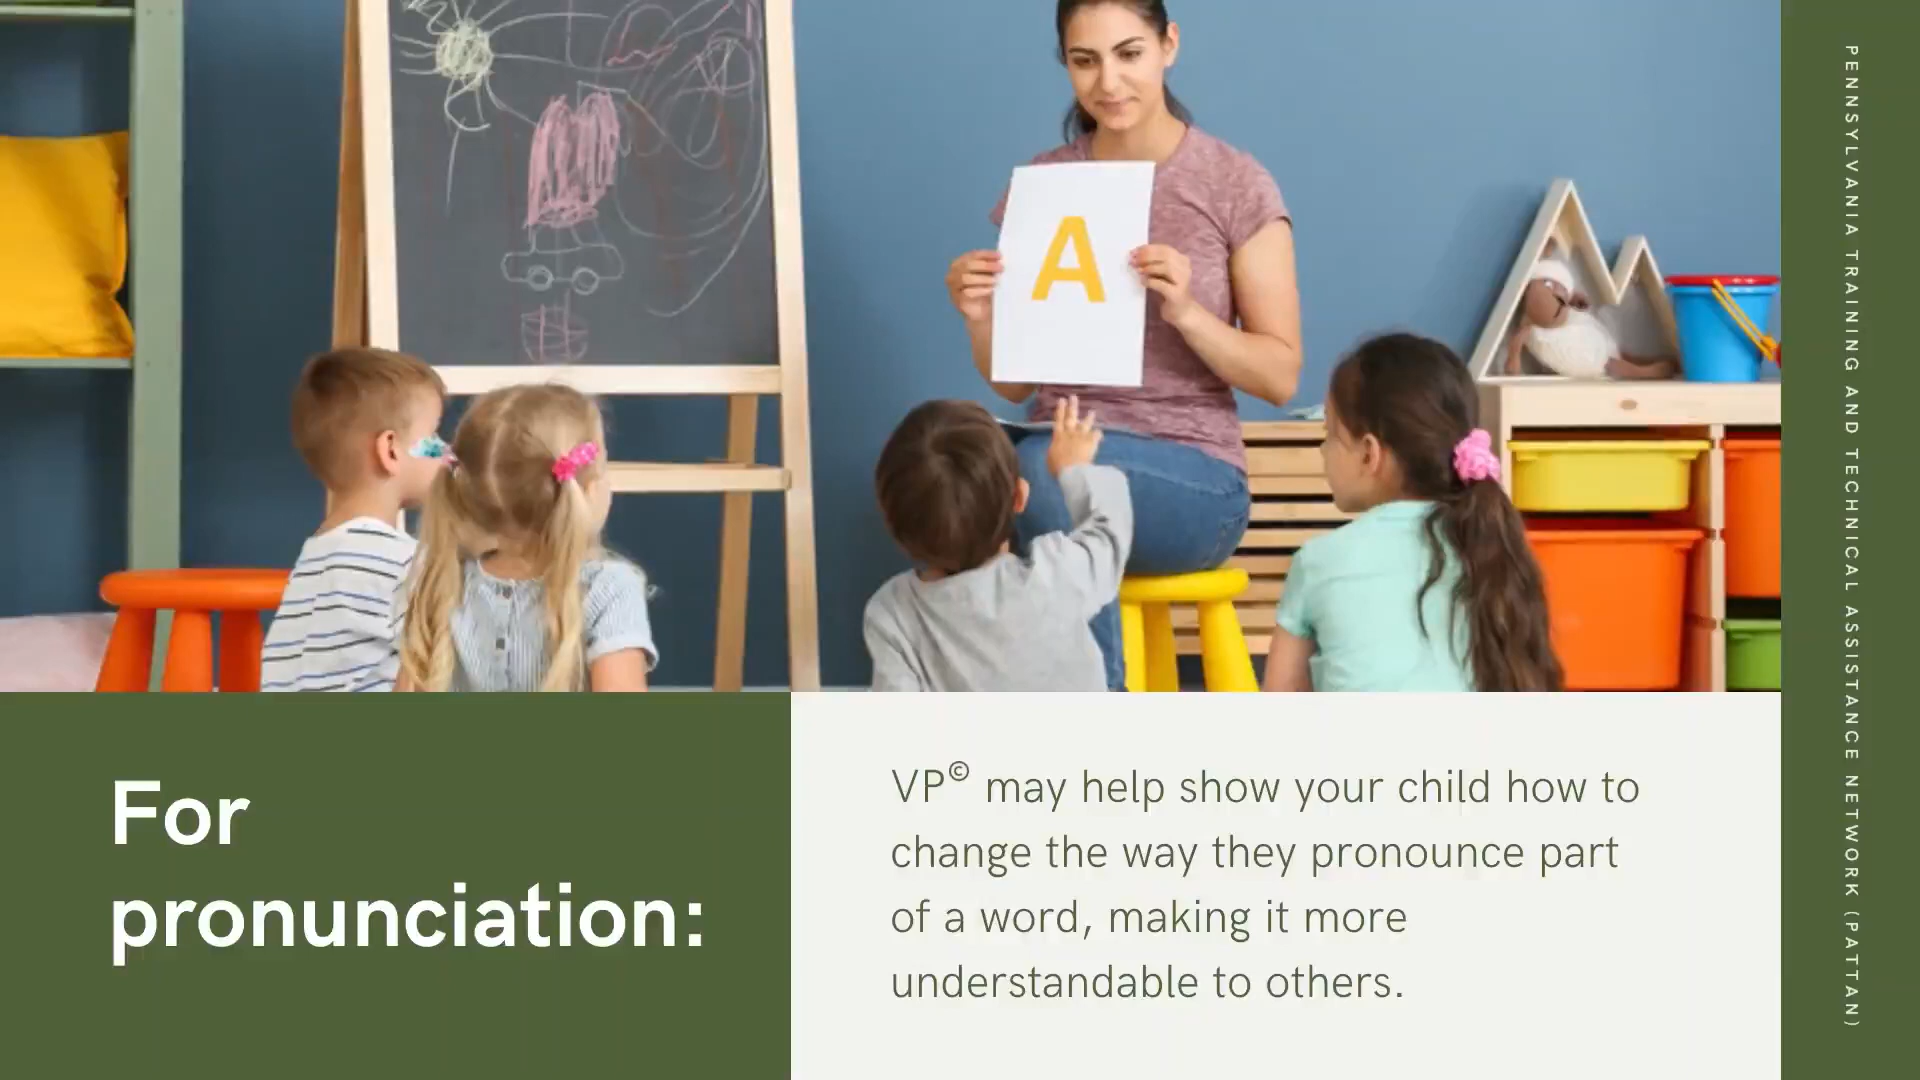 A
For
pronunciation:
VP© may help show your child how to
change the way they pronounce part
of a word, making it more
understandable to others.
PENNSYLVANIA TRAINING AND TECHNICAL ASSISTANCE NETWORK (PATTAN)